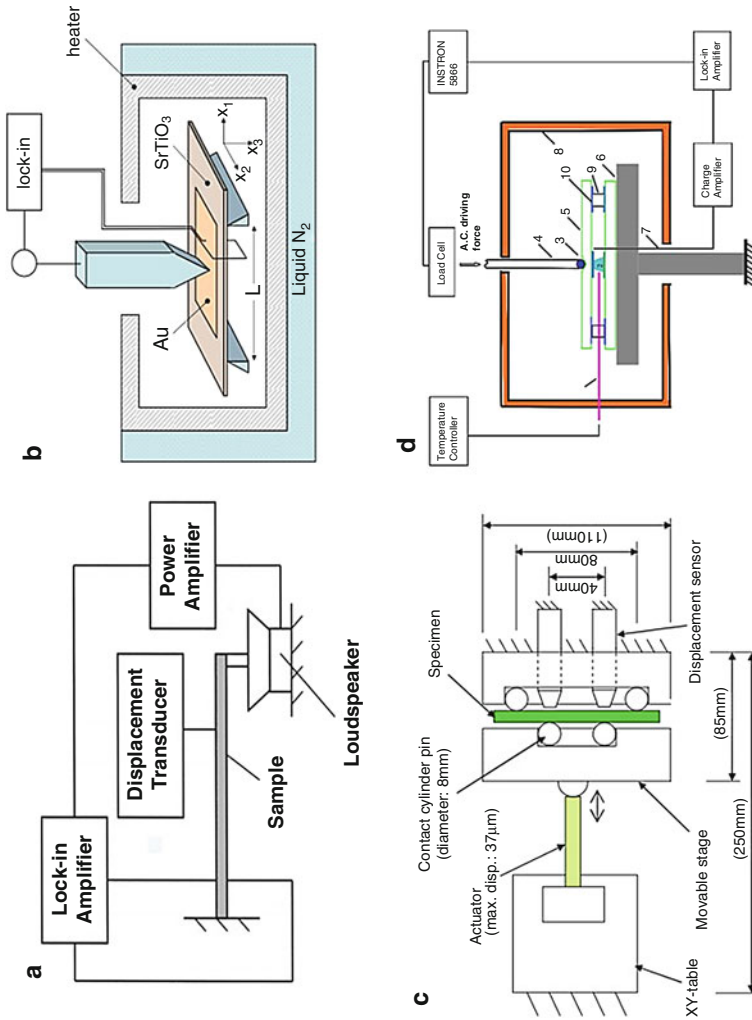 a
Lock-in
Amplifier
Displacement
Transducer
Power
Amplifier
Sample
Loudspeaker
b
lock-in
heater
Au
SrTiO3
x1
x2
x3
L
Liquid N2
c
Actuator
(max. disp.: 37μm)
Contact cylinder pin
(diameter: 8mm)
Specimen
40mm
80mm
(110mm)
Displacement sensor
XY-table
Movable stage
(85mm)
(250mm)
d
Temperature
Controller
Load Cell
INSTRON
5866
A.C. driving
force
4
3
5
10
9
6
8
7
Charge Amplifier
Lock-in
Amplifier